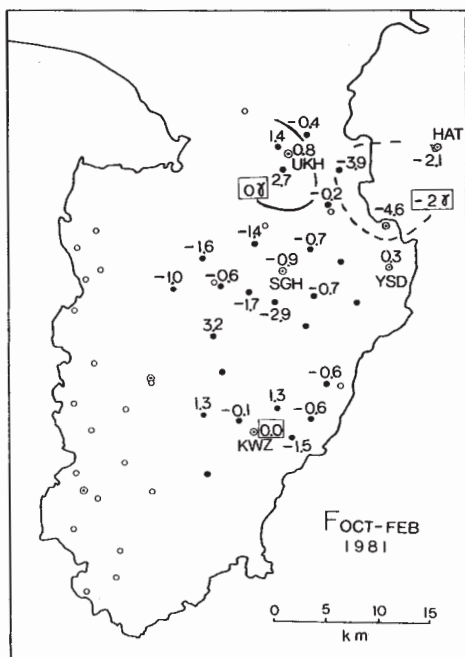 -0.4
1.4
0.8
UKH
HAT
-2.1
-3.9
2.7
0γ
-0.2
-2γ
-4.6
-1.4
-0.7
-1.6
-0.9
SGH
0.3
YSD
-1.0
-0.6
-1.7
-0.7
-2.9
3.2
-0.6
1.3
-0.1
1.3
-0.6
KWZ
0.0
-1.5
FOCT-FEB
1981
0 5 10 15
km